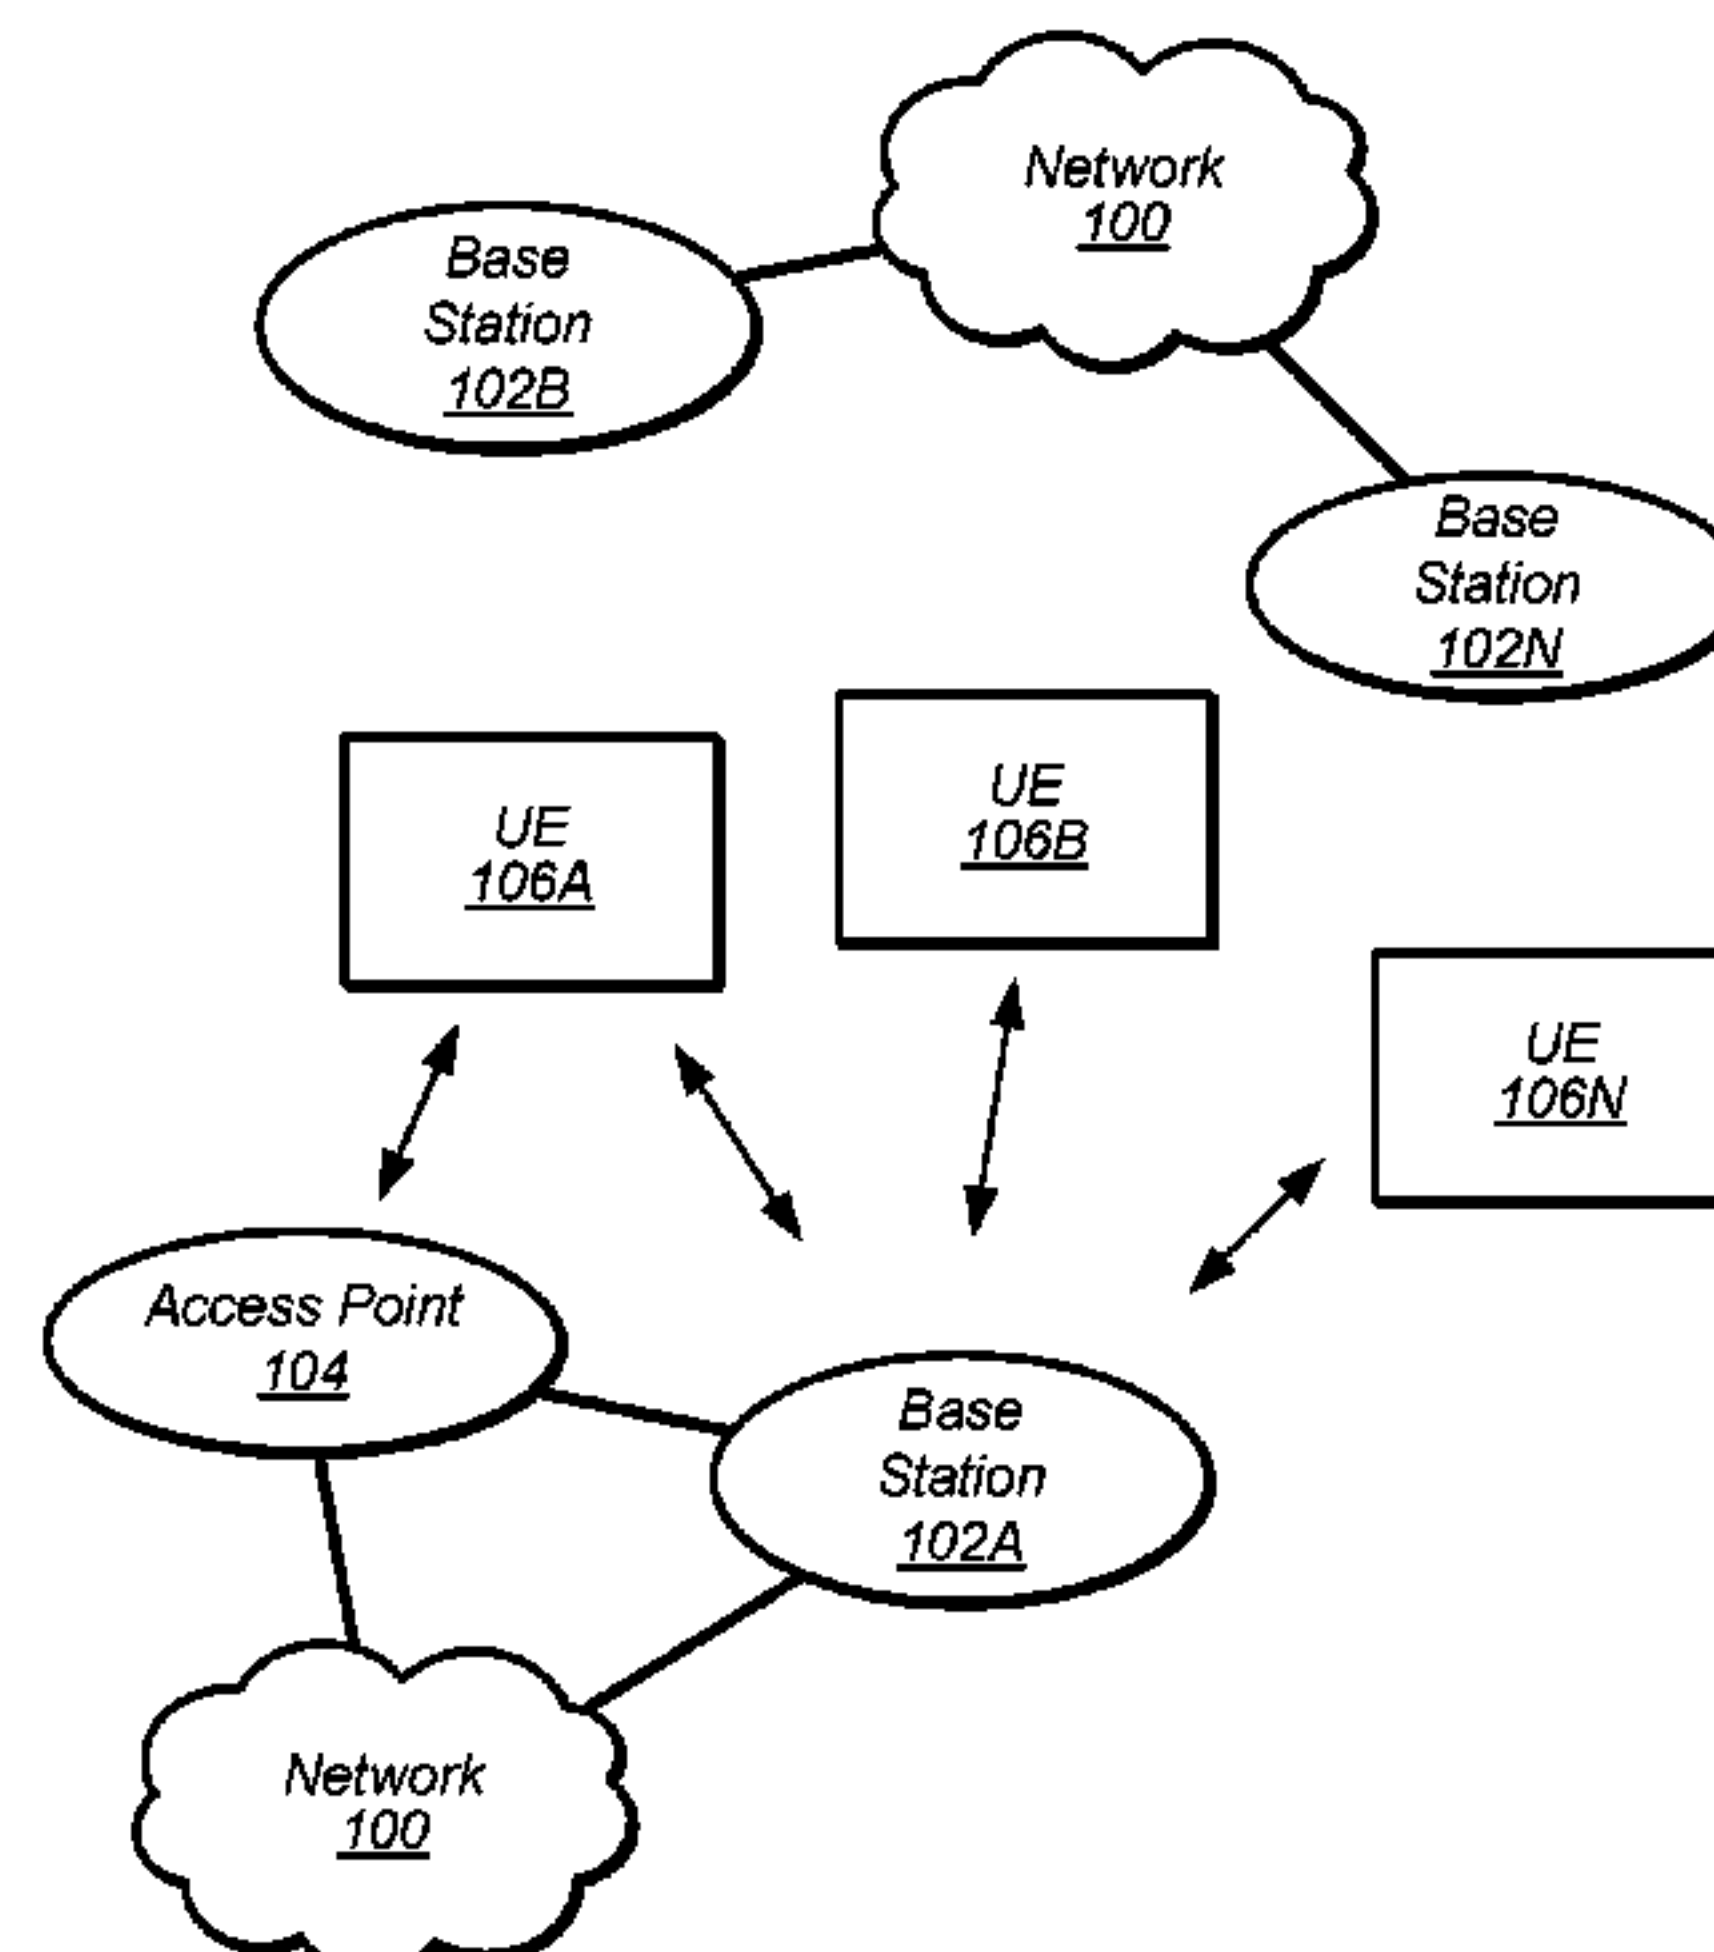 Network
100
Base
Station
102B
Base
Station
102N
UE
106A
UE
106B
UE
106N
Access Point
104
Base
Station
102A
Network
100